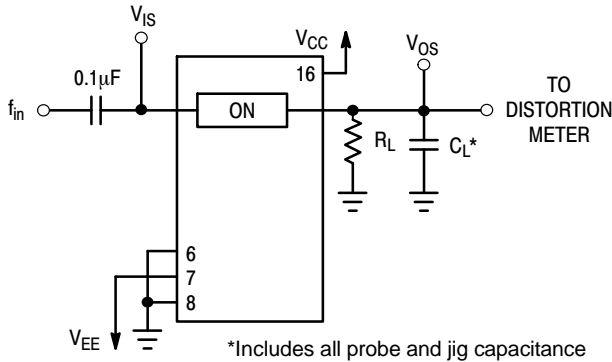 V_IS
V_CC
V_OS
0.1μF
16
f_in
ON
TO
DISTORTION
METER
R_L
C_L*
6
7
8
V_EE
*Includes all probe and jig capacitance